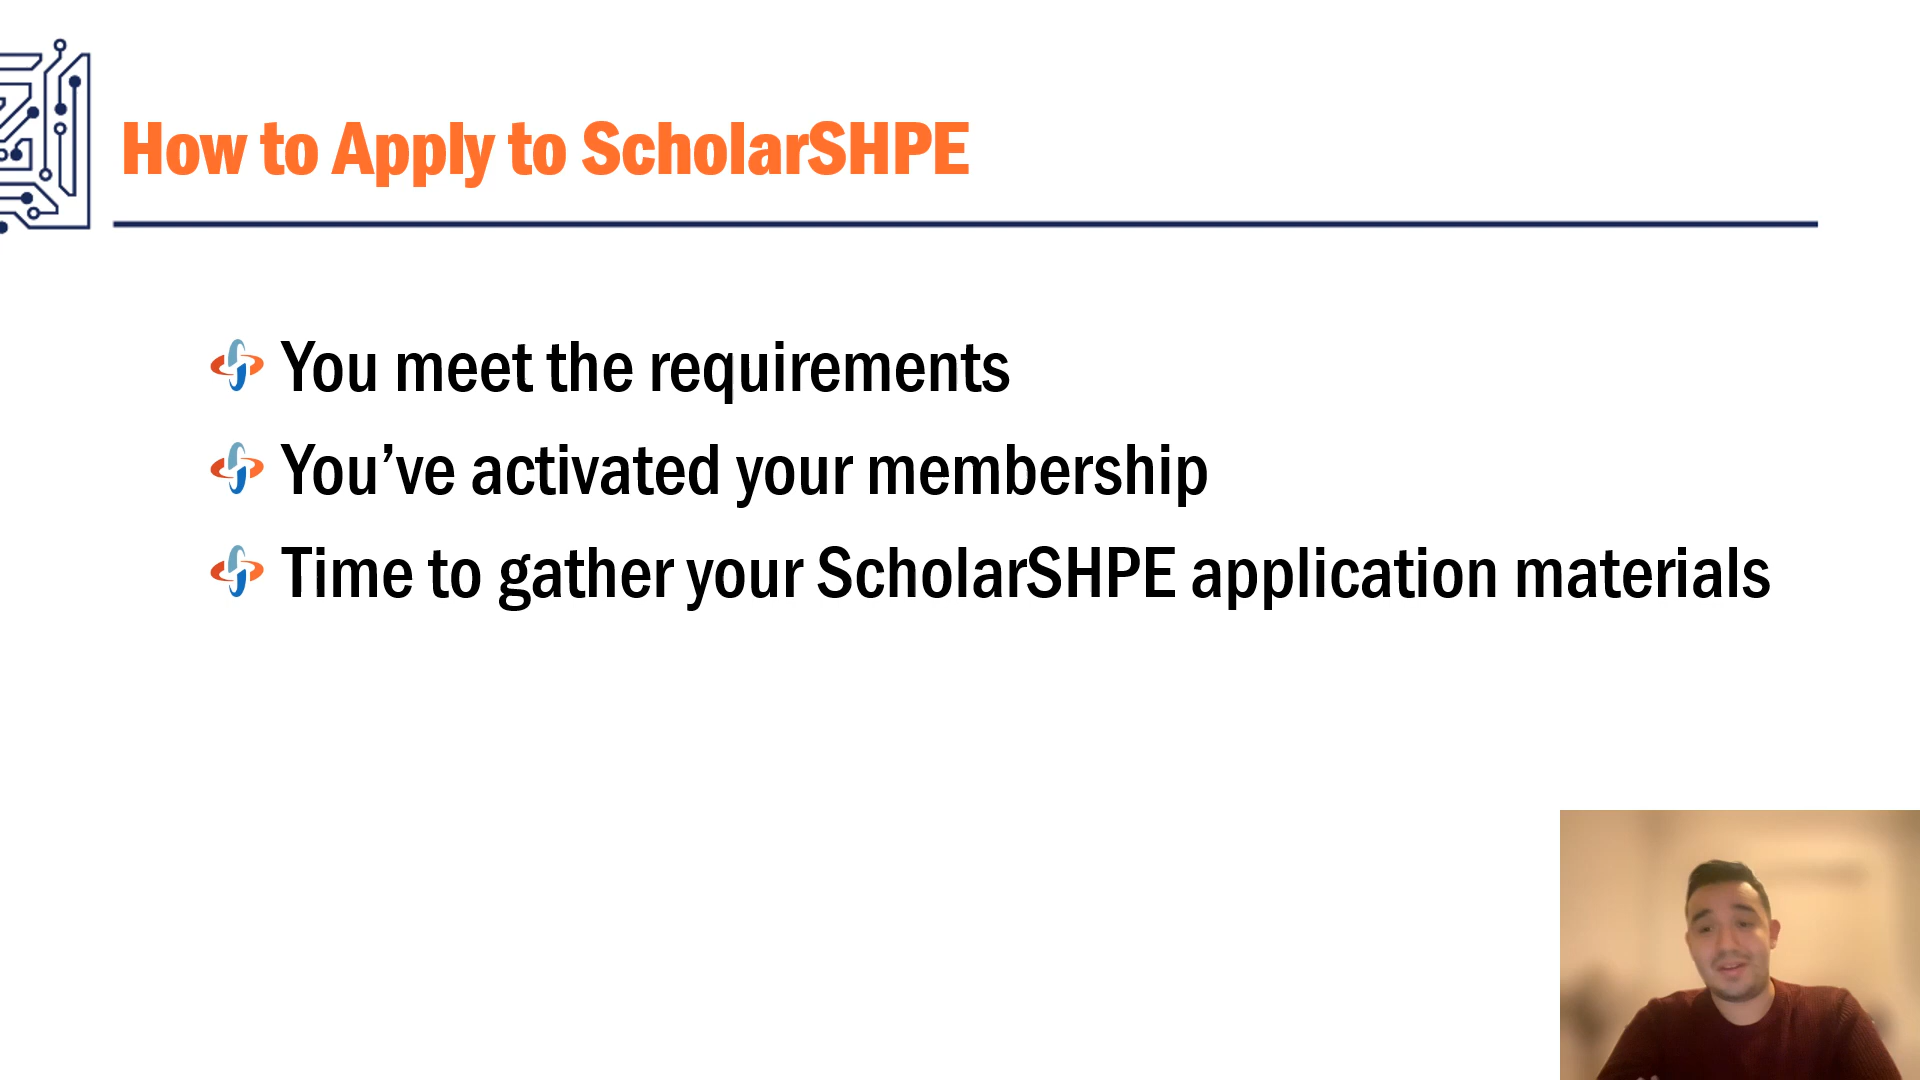 How to Apply to ScholarSHPE
You meet the requirements
You’ve activated your membership
Time to gather your ScholarSHPE application materials